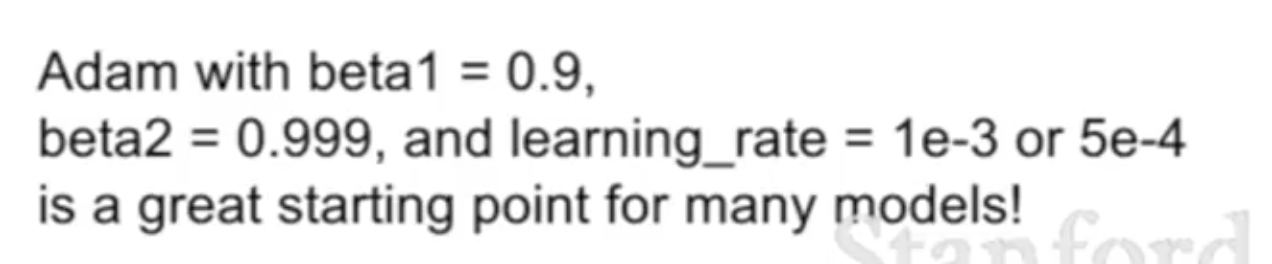 Adam with beta1 = 0.9,
beta2 = 0.999, and learning_rate = 1e-3 or 5e-4
is a great starting point for many models!
Stanford